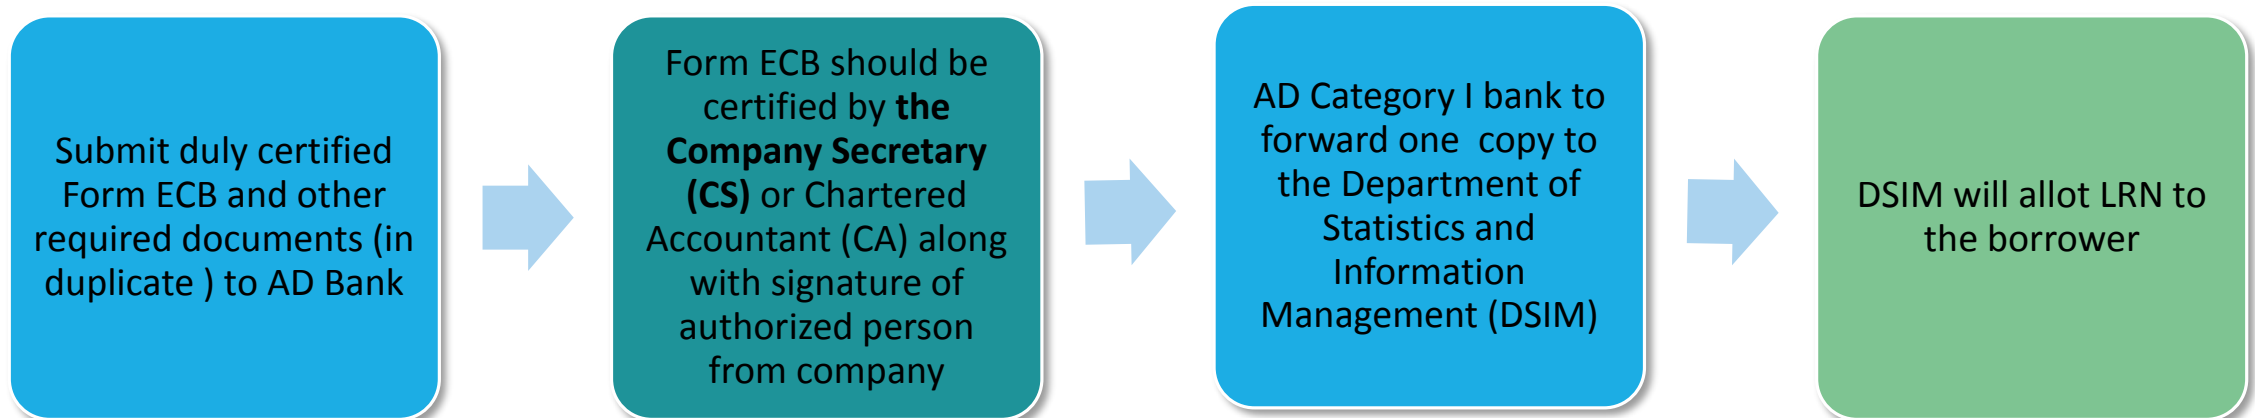 Submit duly certified
Form ECB and other
required documents (in
duplicate ) to AD Bank
Form ECB should be
certified by the
Company Secretary
(CS) or Chartered
Accountant (CA) along
with signature of
authorized person
from company
AD Category I bank to
forward one  copy to
the Department of
Statistics and
Information
Management (DSIM)
DSIM will allot LRN to
the borrower